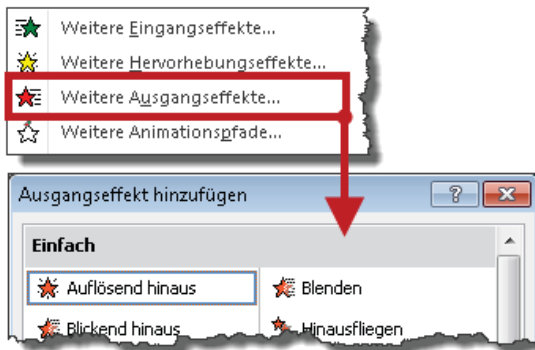 Weitere Eingangseffekte...
Weitere Hervorhebungseffekte...
Weitere Ausgangseffekte...
Weitere Animationspfade...
Ausgangseffekt hinzufügen
?
Einfach
Auflösend hinaus Blenden
Blickend hinaus Hinausfliegen